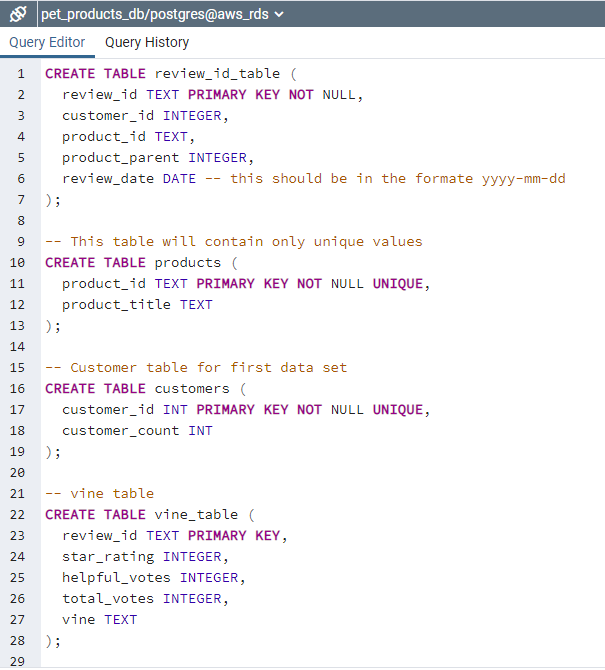 pet_products_db/postgres@aws_rds
Query Editor Query History
1 CREATE TABLE review_id_table (
2   review_id TEXT PRIMARY KEY NOT NULL,
3   customer_id INTEGER,
4   product_id TEXT,
5   product_parent INTEGER,
6   review_date DATE -- this should be in the formate yyyy-mm-dd
7 );
8
9 -- This table will contain only unique values
10 CREATE TABLE products (
11   product_id TEXT PRIMARY KEY NOT NULL UNIQUE,
12   product_title TEXT
13 );
14
15 -- Customer table for first data set
16 CREATE TABLE customers (
17   customer_id INT PRIMARY KEY NOT NULL UNIQUE,
18   customer_count INT
19 );
20
21 -- vine table
22 CREATE TABLE vine_table (
23   review_id TEXT PRIMARY KEY,
24   star_rating INTEGER,
25   helpful_votes INTEGER,
26   total_votes INTEGER,
27   vine TEXT
28 );
29